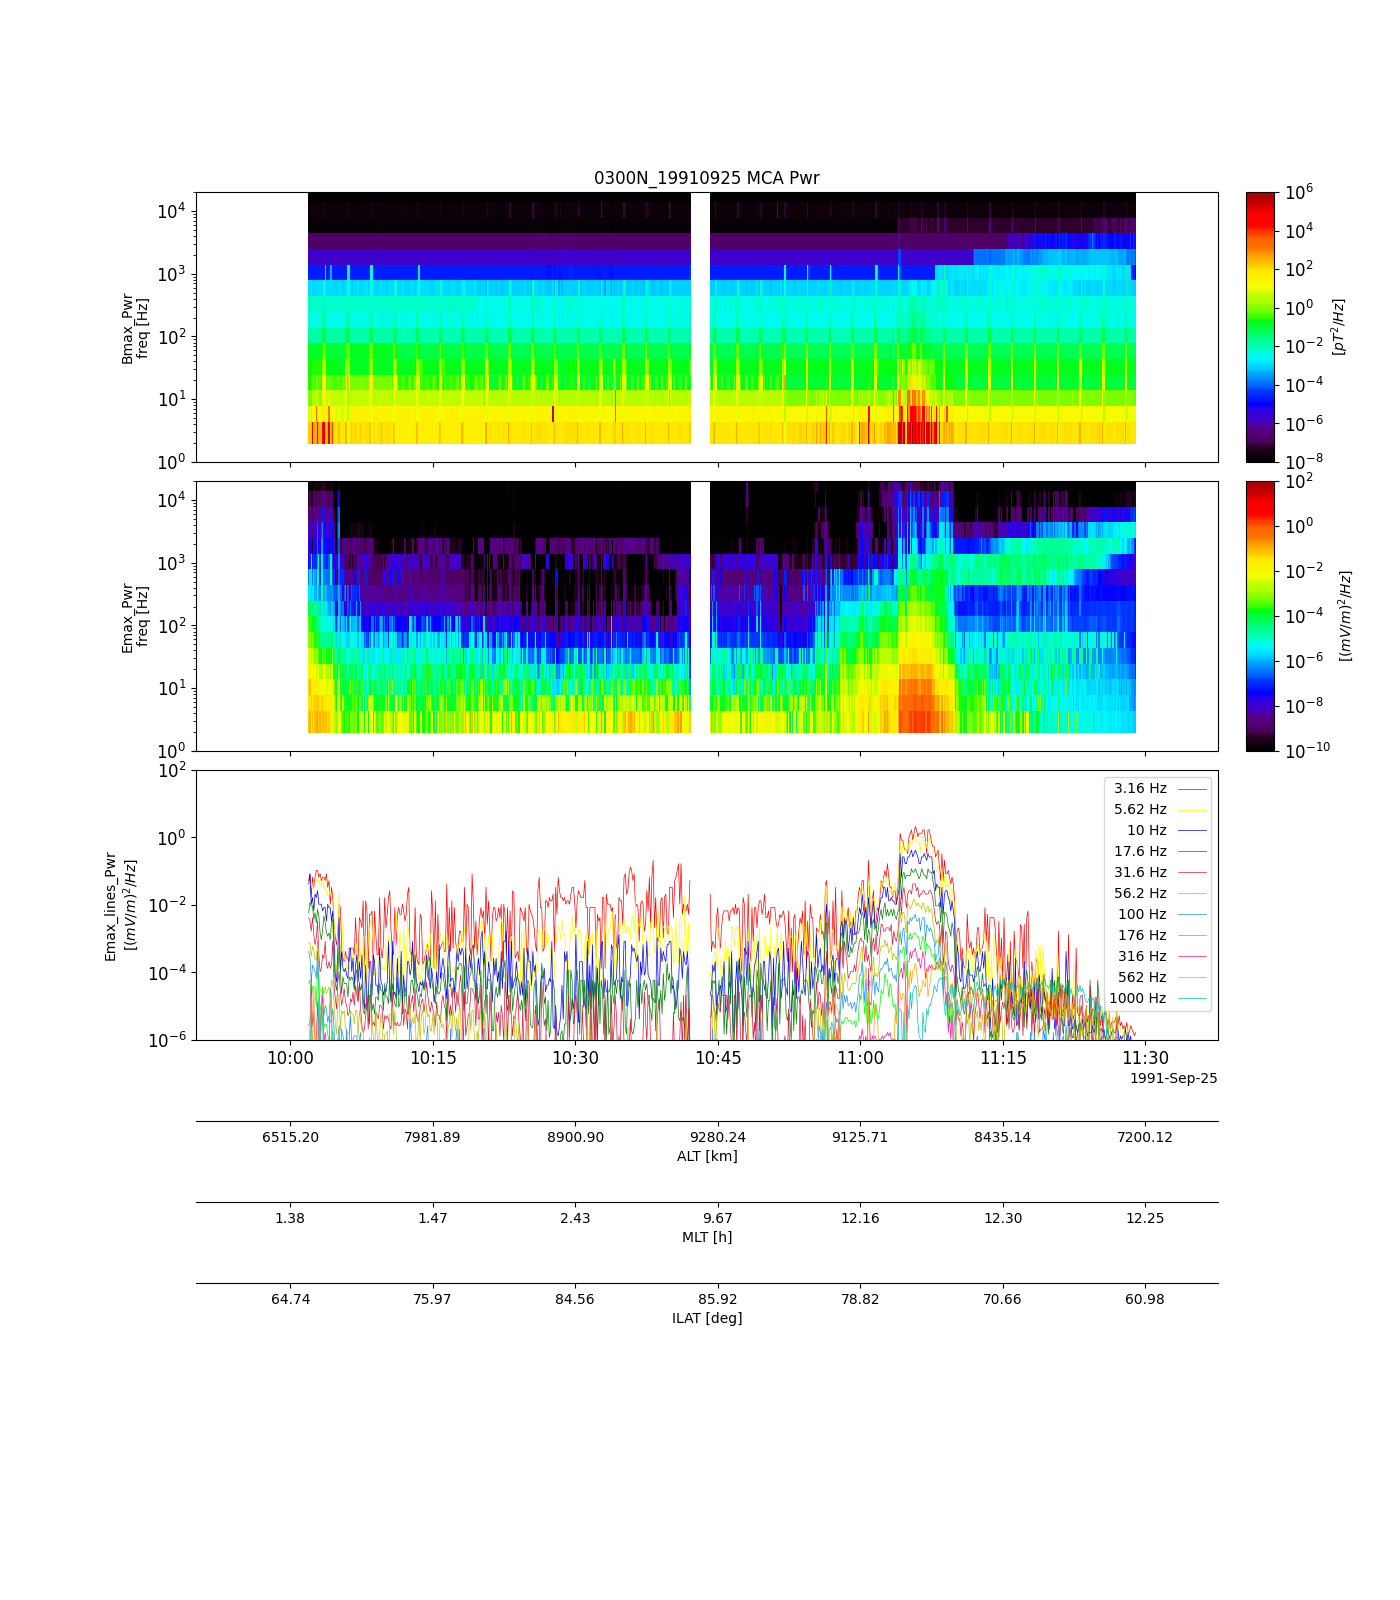 0300N_19910925 MCA Pwr
Bmax_Pwr
freq [Hz]
10^4
10^3
10^2
10^1
10^0
10^6
10^4
10^2
10^0
10^-2
10^-4
10^-6
10^-8
[pT^2/Hz]
Emax_Pwr
freq [Hz]
10^4
10^3
10^2
10^1
10^0
10^2
10^0
10^-2
10^-4
10^-6
10^-8
10^-10
[(mV/m)^2/Hz]
Emax_lines_Pwr
[(mV/m)^2/Hz]
10^2
10^0
10^-2
10^-4
10^-6
3.16 Hz
5.62 Hz
10 Hz
17.6 Hz
31.6 Hz
56.2 Hz
100 Hz
176 Hz
316 Hz
562 Hz
1000 Hz
10:00 10:15 10:30 10:45 11:00 11:15 11:30
1991-Sep-25
6515.20 7981.89 8900.90 9280.24 9125.71 8435.14 7200.12
ALT [km]
1.38 1.47 2.43 9.67 12.16 12.30 12.25
MLT [h]
64.74 75.97 84.56 85.92 78.82 70.66 60.98
ILAT [deg]